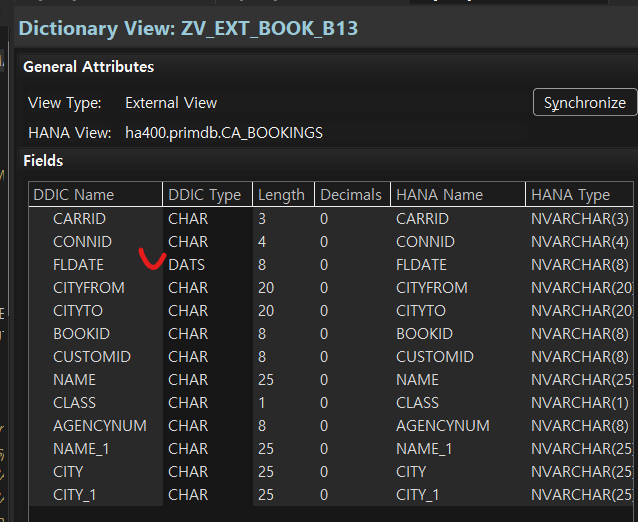 Dictionary View: ZV_EXT_BOOK_B13
General Attributes
View Type: External View Synchronize
HANA View: ha400.primdb.CA_BOOKINGS
Fields
DDIC Name DDIC Type Length Decimals HANA Name HANA Type
CARRID CHAR 3 0 CARRID NVARCHAR(3)
CONNID CHAR 4 0 CONNID NVARCHAR(4)
FLDATE DATS 8 0 FLDATE NVARCHAR(8)
CITYFROM CHAR 20 0 CITYFROM NVARCHAR(20)
CITYTO CHAR 20 0 CITYTO NVARCHAR(20)
BOOKID CHAR 8 0 BOOKID NVARCHAR(8)
CUSTOMID CHAR 8 0 CUSTOMID NVARCHAR(8)
NAME CHAR 25 0 NAME NVARCHAR(25)
CLASS CHAR 1 0 CLASS NVARCHAR(1)
AGENCYNUM CHAR 8 0 AGENCYNUM NVARCHAR(8)
NAME_1 CHAR 25 0 NAME_1 NVARCHAR(25)
CITY CHAR 25 0 CITY NVARCHAR(25)
CITY_1 CHAR 25 0 CITY_1 NVARCHAR(25)